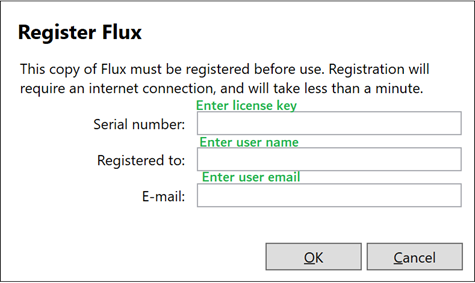 Register Flux
This copy of Flux must be registered before use. Registration will
require an internet connection, and will take less than a minute.
Enter license key
Serial number:
Enter user name
Registered to:
Enter user email
E-mail:
OK Cancel